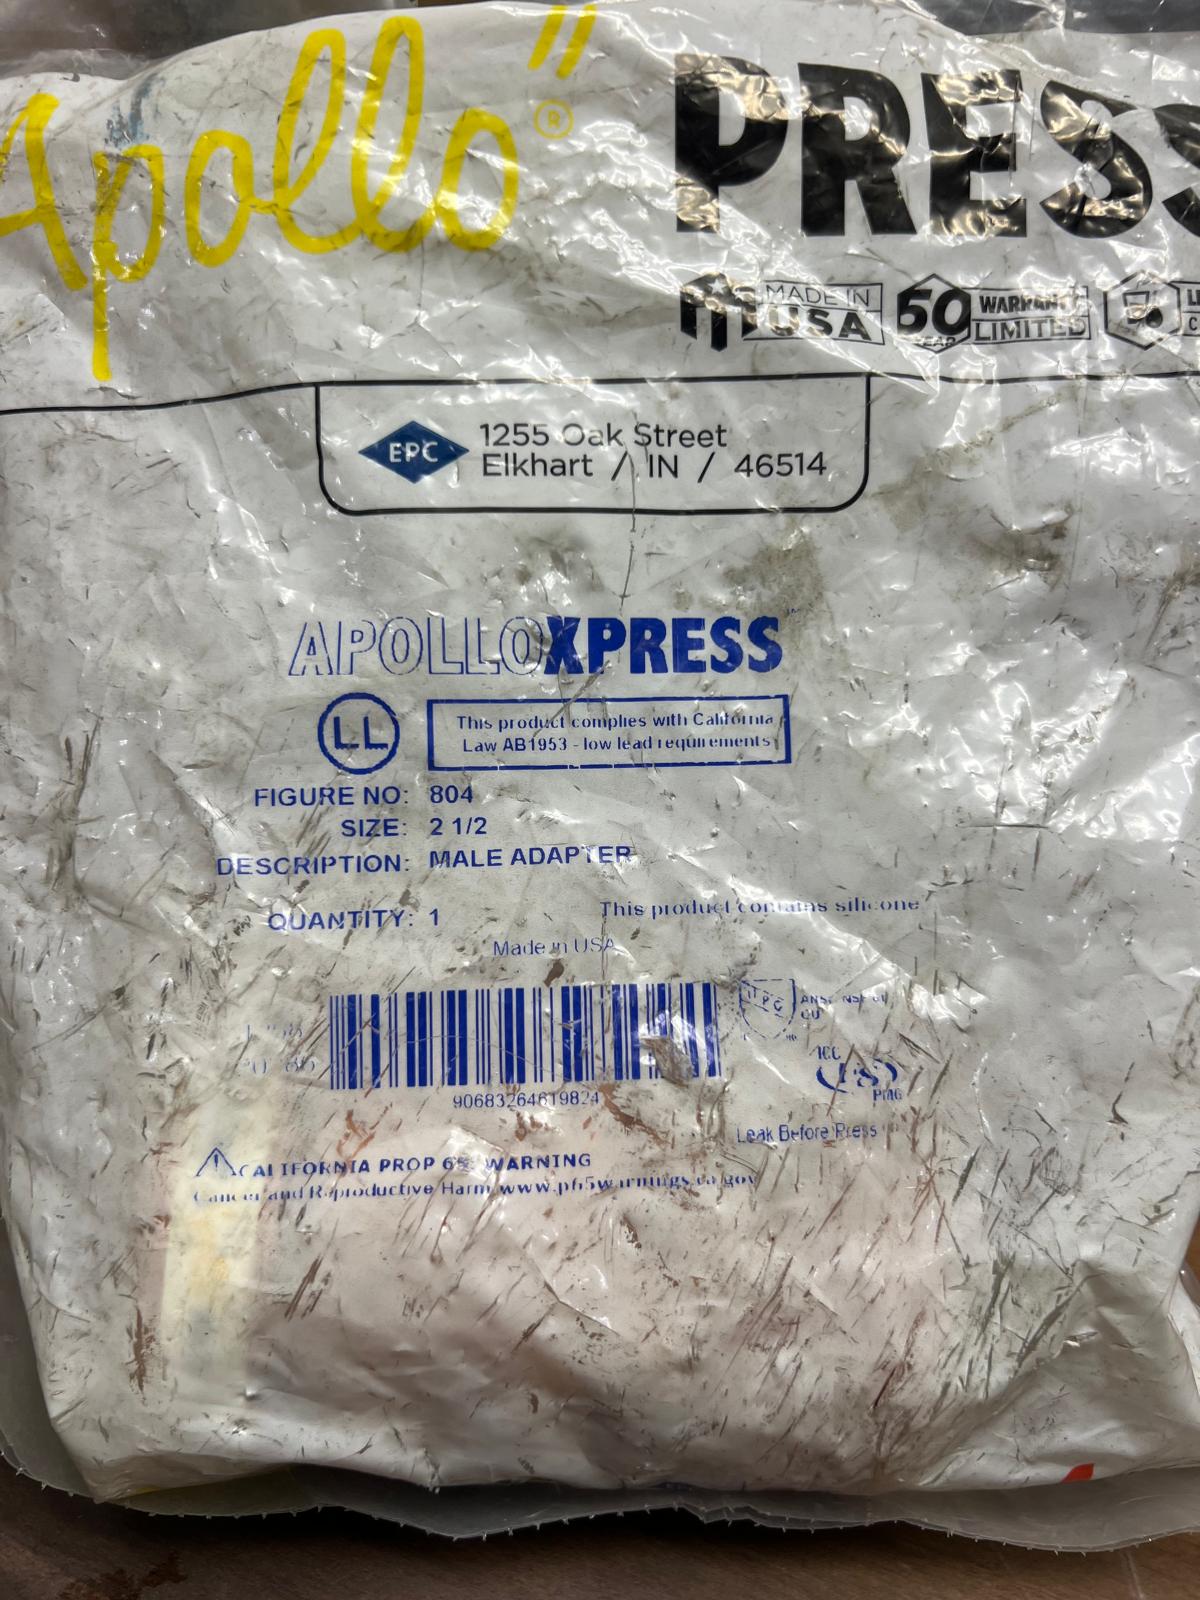 Apollo®
PRESS
MADE IN
USA
50
YEAR
WARRANTY
LIMITED
EPC
1255 Oak Street
Elkhart / IN / 46514
APOLLOXPRESS
LL
This product complies with California
Law AB1953 - low lead requirements
FIGURE NO: 804
SIZE: 2 1/2
DESCRIPTION: MALE ADAPTER
QUANTITY: 1
This product contains silicone
Made in USA
90683264619824
ICC
PMG
Leak Before Press
CALIFORNIA PROP 65 WARNING
Cancer and Reproductive Harm www.p65warnings.ca.gov